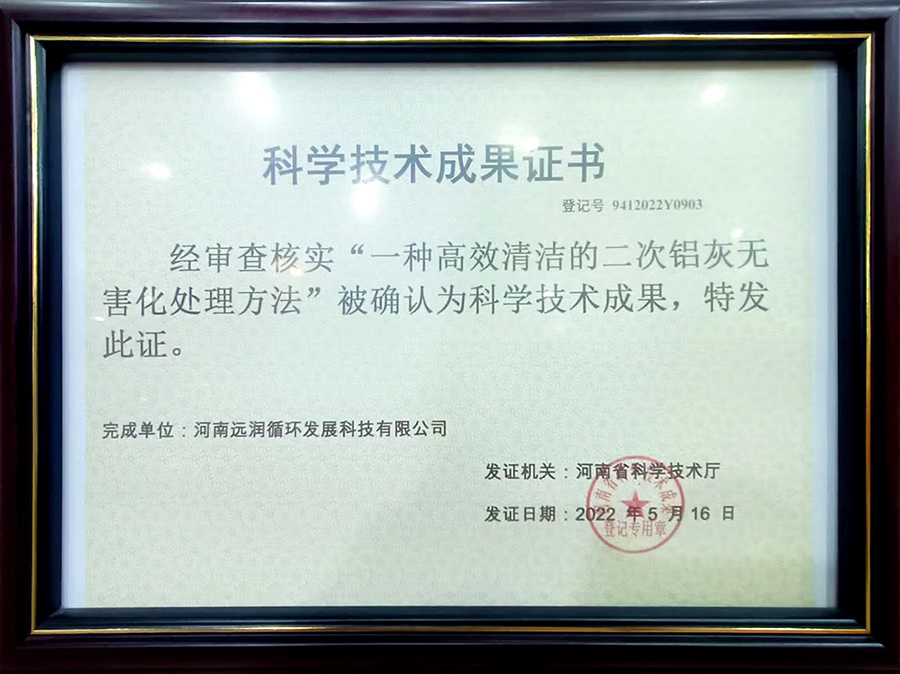 科学技术成果证书
登记号 9412022Y0903
经审查核实“一种高效清洁的二次铝灰无
害化处理方法”被确认为科学技术成果，特发
此证。
完成单位：河南远润循环发展科技有限公司
发证机关：河南省科学技术厅
发证日期：2022 年 5 月 16 日
登记专用章